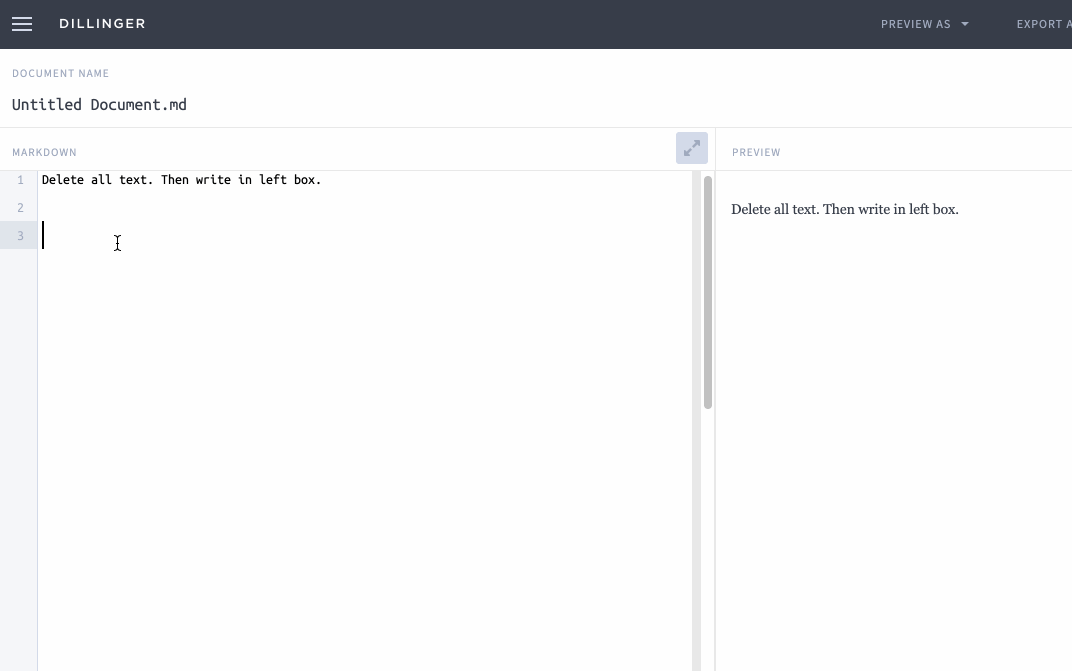 DILLINGER
PREVIEW AS
EXPORT A
DOCUMENT NAME
Untitled Document.md
MARKDOWN
PREVIEW
1 Delete all text. Then write in left box.
2
3
Delete all text. Then write in left box.